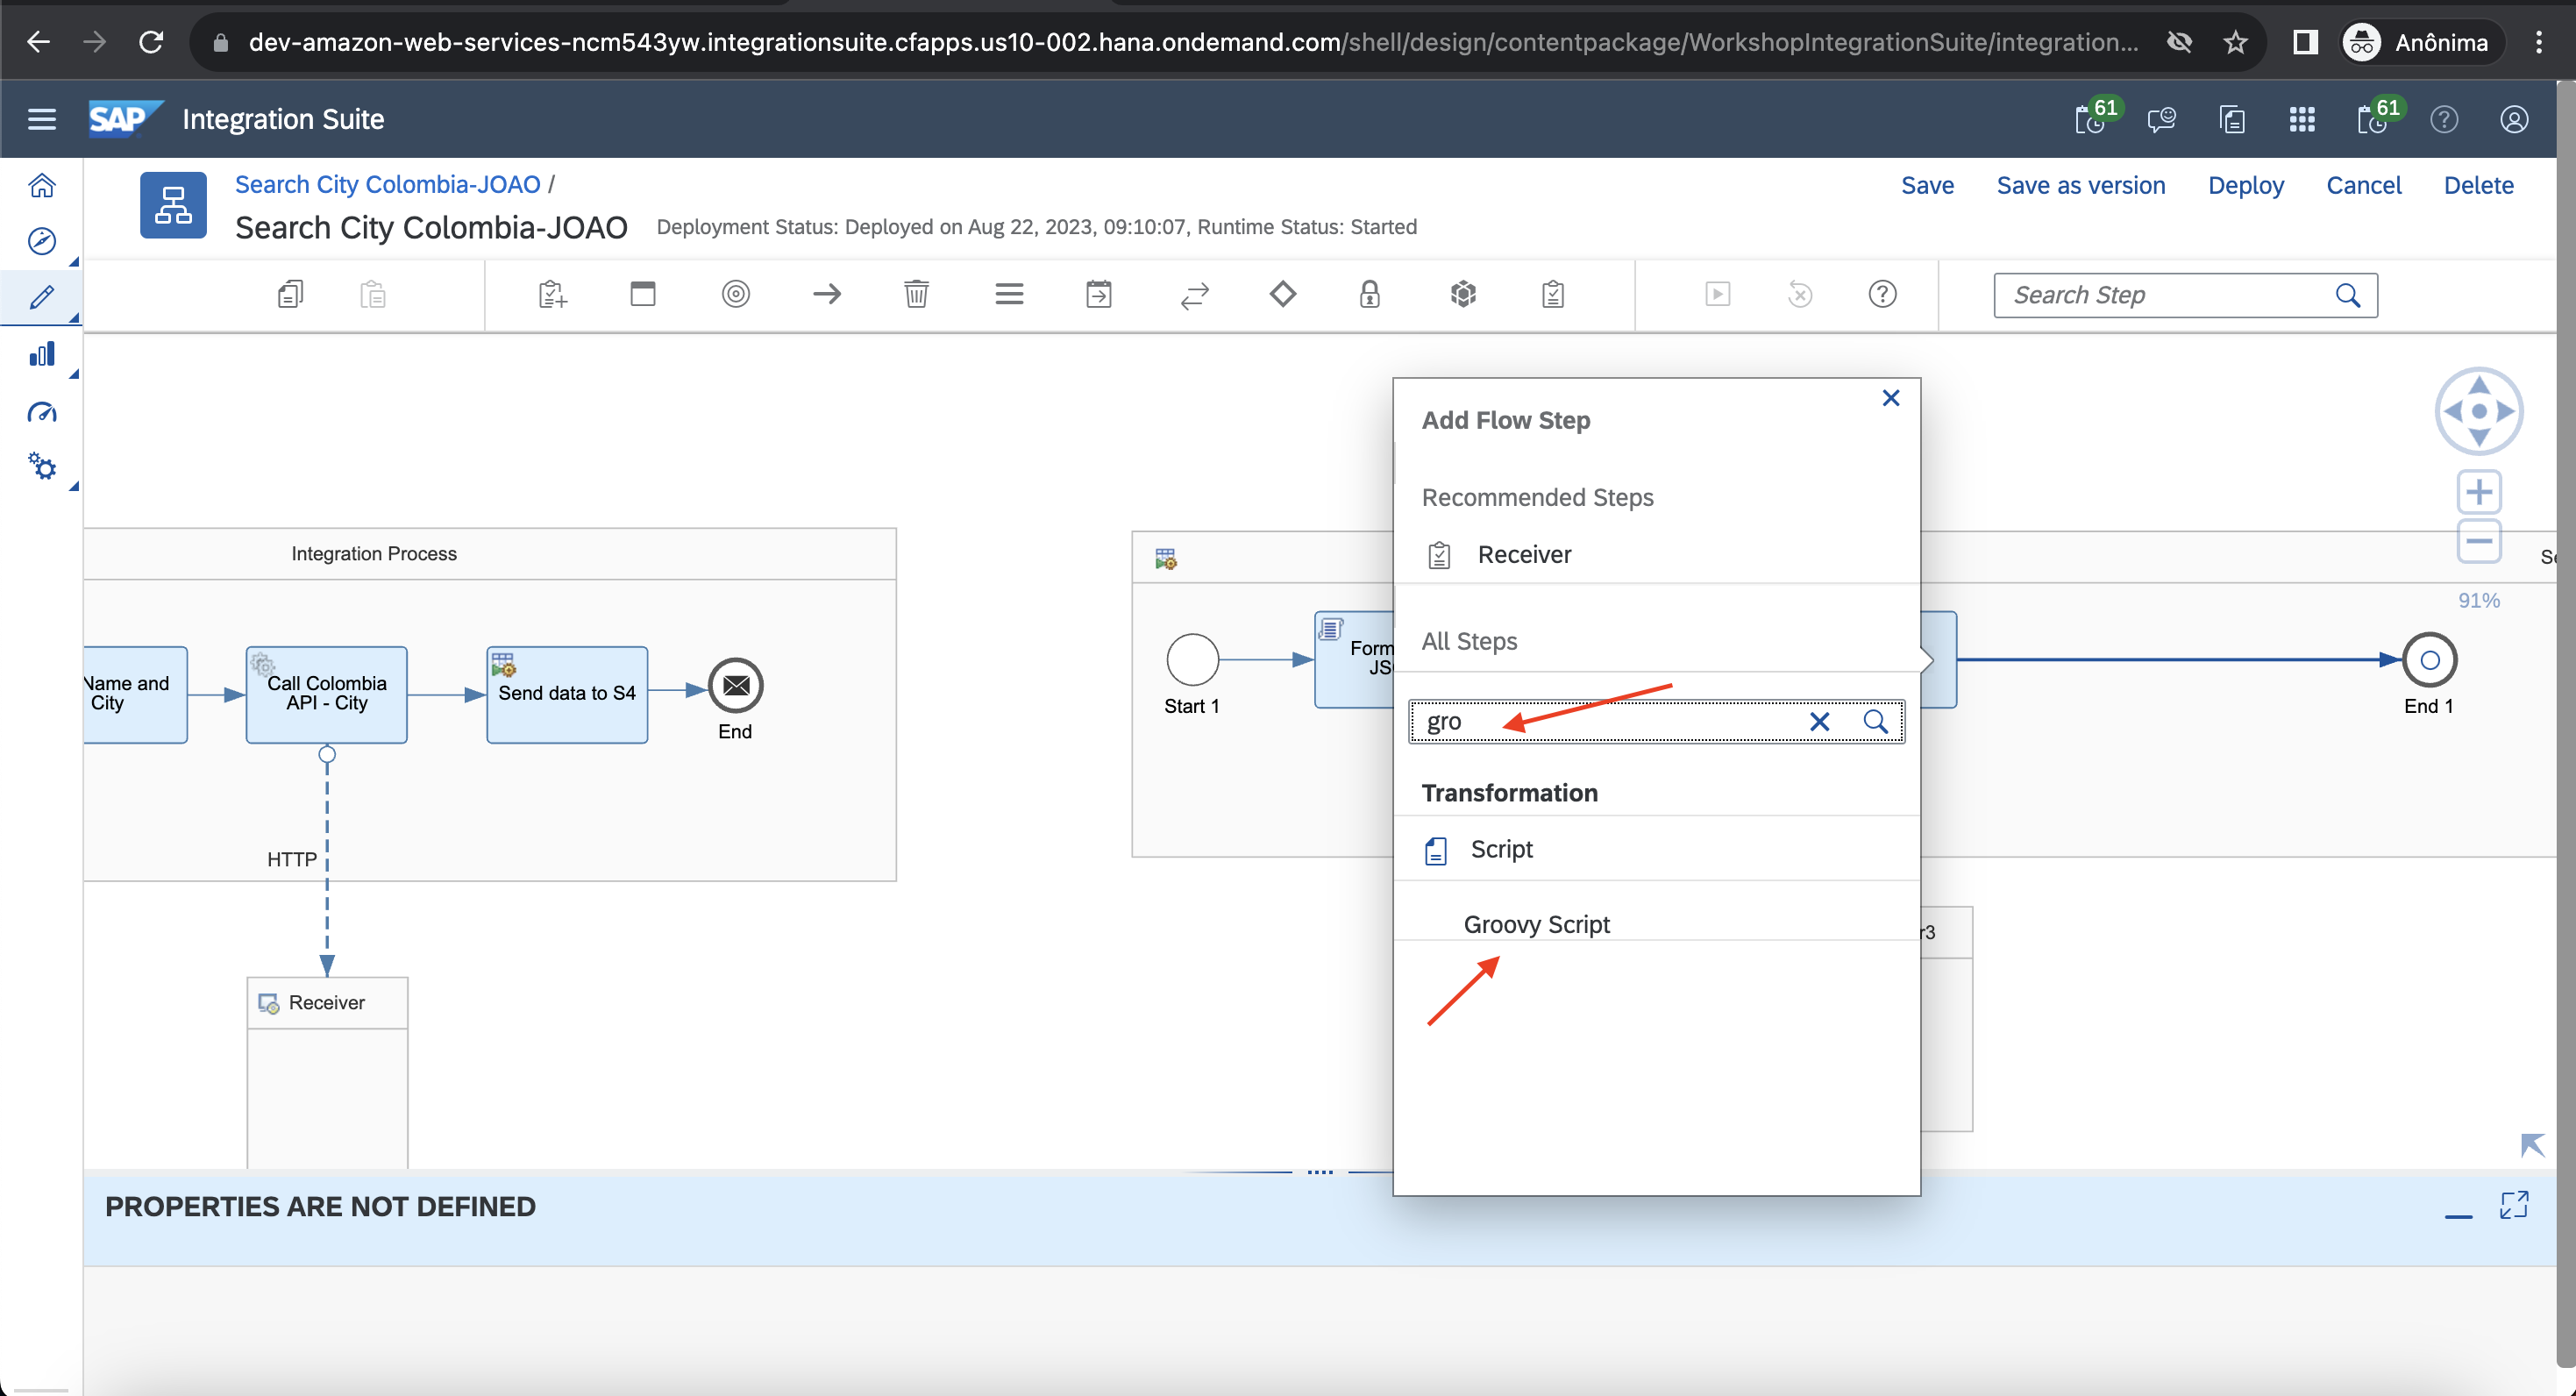 dev-amazon-web-services-ncm543yw.integrationsuite.cfapps.us10-002.hana.ondemand.com/shell/design/contentpackage/WorkshopIntegrationSuite/integration...
Anônima
SAP
Integration Suite
61
61
Search City Colombia-JOAO /
Save
Save as version
Deploy
Cancel
Delete
Search City Colombia-JOAO
Deployment Status: Deployed on Aug 22, 2023, 09:10:07, Runtime Status: Started
Search Step
Add Flow Step
Recommended Steps
Receiver
All Steps
gro
Transformation
Script
Groovy Script
91%
Integration Process
Name and
City
Call Colombia
API - City
Send data to S4
End
HTTP
Receiver
Start 1
Form
JS
End 1
r3
PROPERTIES ARE NOT DEFINED